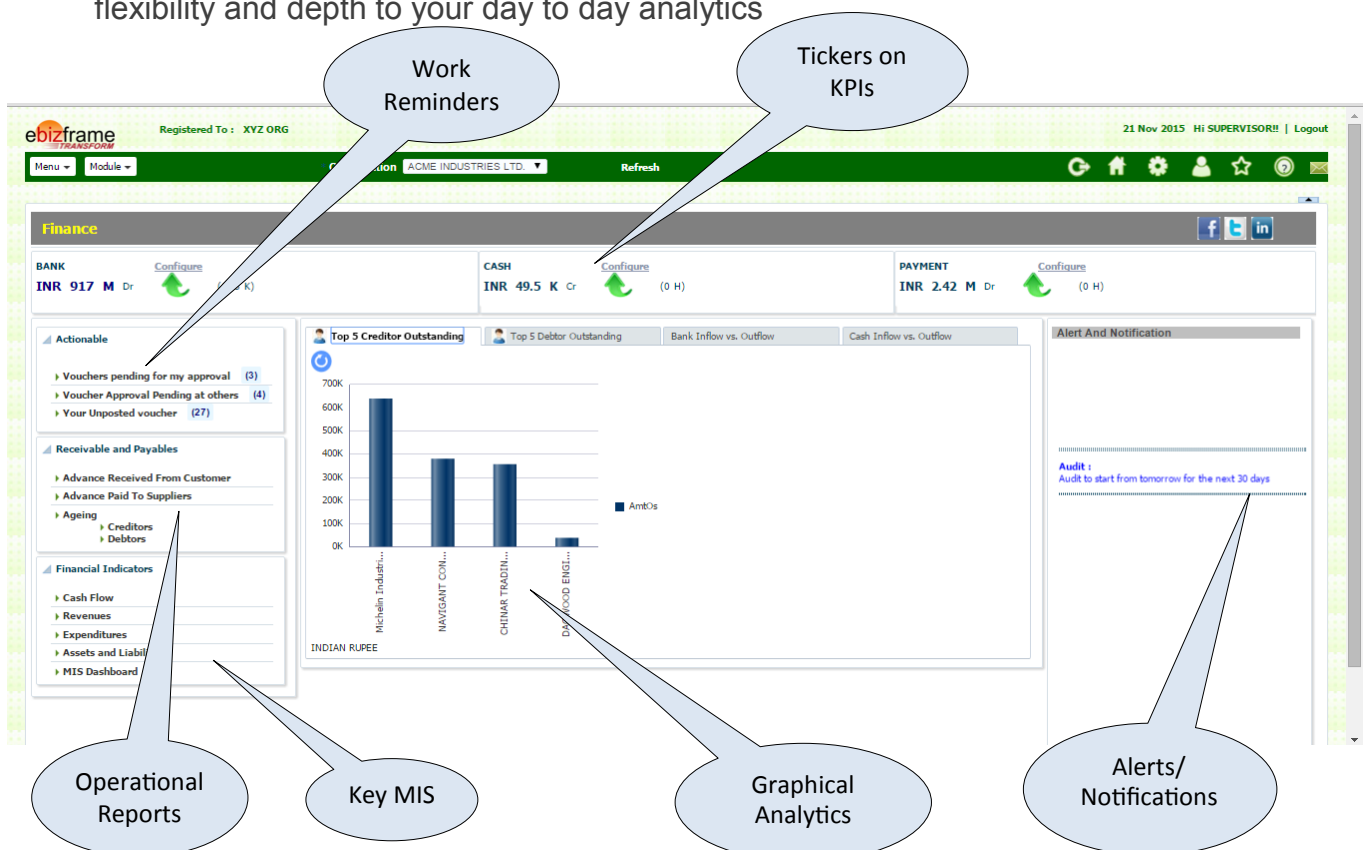 flexibility and depth to your day to day analytics
Work
Reminders
Tickers on
KPIs
ebizframe
TRANSFORM
Registered To : XYZ ORG
21 Nov 2015 Hi SUPERVISOR!! | Logout
Menu
Module
ACME INDUSTRIES LTD.
Refresh
Finance
BANK
Configure
INR 917 M Dr
CASH
Configure
INR 49.5 K Cr
(0 H)
PAYMENT
Configure
INR 2.42 M Dr
(0 H)
Actionable
Vouchers pending for my approval (3)
Voucher Approval Pending at others (4)
Your Unposted voucher (27)
Receivable and Payables
Advance Received From Customer
Advance Paid To Suppliers
Ageing
Creditors
Debtors
Financial Indicators
Cash Flow
Revenues
Expenditures
Assets and Liabil
MIS Dashboard
Top 5 Creditor Outstanding
Top 5 Debtor Outstanding
Bank Inflow vs. Outflow
Cash Inflow vs. Outflow
700K
600K
500K
400K
300K
200K
100K
0K
Michelin Industri...
NAVIGANT CON...
CHINAR TRADIN...
ENGI...
AmtOs
INDIAN RUPEE
Alert And Notification
Audit :
Audit to start from tomorrow for the next 30 days
Operational
Reports
Key MIS
Graphical
Analytics
Alerts/
Notifications